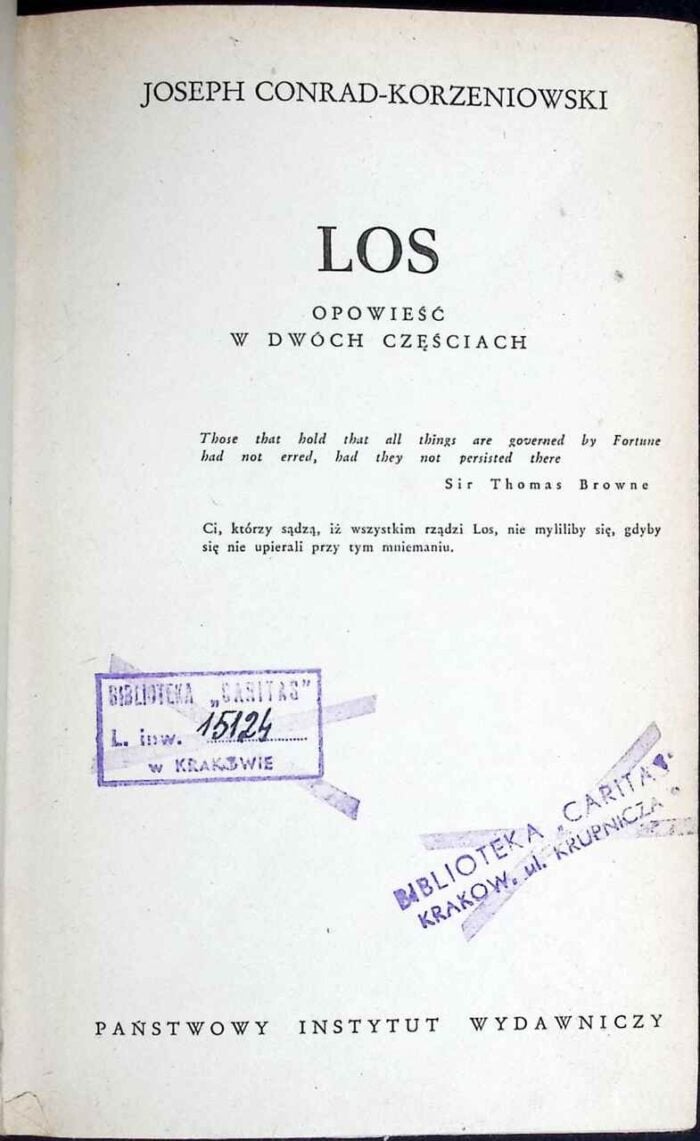 JOSEPH CONRAD-KORZENIOWSKI
LOS
OPOWIEŚĆ
W DWÓCH CZĘŚCIACH
Those that hold that all things are governed by Fortune
had not erred, had they not persisted there
Sir Thomas Browne
Ci, którzy sądzą, iż wszystkim rządzi Los, nie myliliby się, gdyby
się nie upierali przy tym mniemaniu.
BIBLIOTEKA „CARITAS”
L. inw. 15124
w KRAKOWIE
BIBLIOTEKA „CARITAS”
KRAKOW, ul. KRUPNICZA
PAŃSTWOWY INSTYTUT WYDAWNICZY